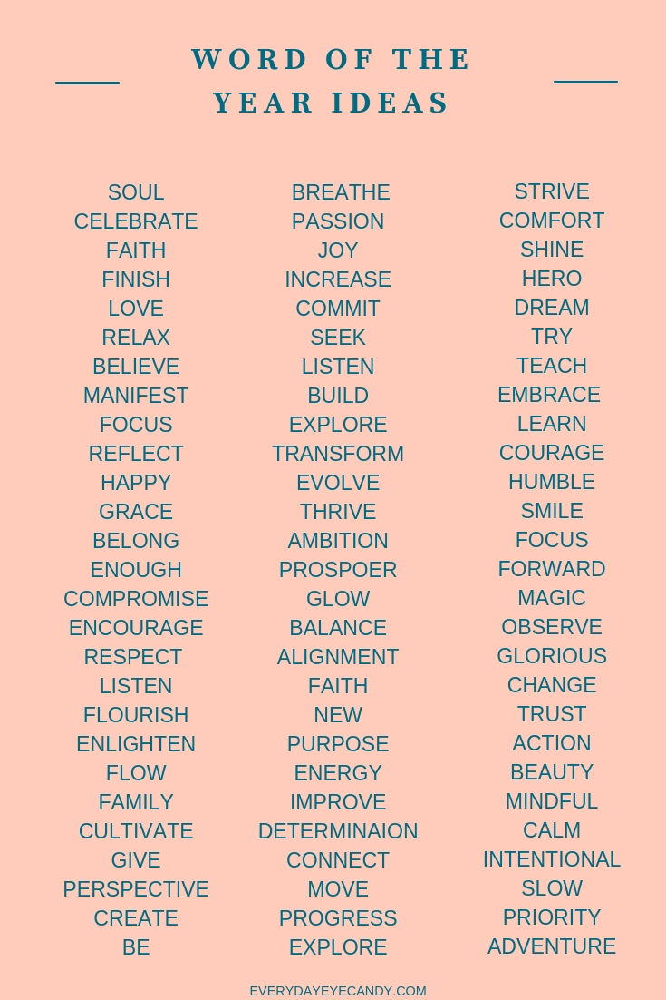 WORD OF THE
YEAR IDEAS
SOUL
CELEBRATE
FAITH
FINISH
LOVE
RELAX
BELIEVE
MANIFEST
FOCUS
REFLECT
HAPPY
GRACE
BELONG
ENOUGH
COMPROMISE
ENCOURAGE
RESPECT
LISTEN
FLOURISH
ENLIGHTEN
FLOW
FAMILY
CULTIVATE
GIVE
PERSPECTIVE
CREATE
BE
BREATHE
PASSION
JOY
INCREASE
COMMIT
SEEK
LISTEN
BUILD
EXPLORE
TRANSFORM
EVOLVE
THRIVE
AMBITION
PROSPOER
GLOW
BALANCE
ALIGNMENT
FAITH
NEW
PURPOSE
ENERGY
IMPROVE
DETERMINAION
CONNECT
MOVE
PROGRESS
EXPLORE
STRIVE
COMFORT
SHINE
HERO
DREAM
TRY
TEACH
EMBRACE
LEARN
COURAGE
HUMBLE
SMILE
FOCUS
FORWARD
MAGIC
OBSERVE
GLORIOUS
CHANGE
TRUST
ACTION
BEAUTY
MINDFUL
CALM
INTENTIONAL
SLOW
PRIORITY
ADVENTURE
EVERYDAYEYECANDY.COM